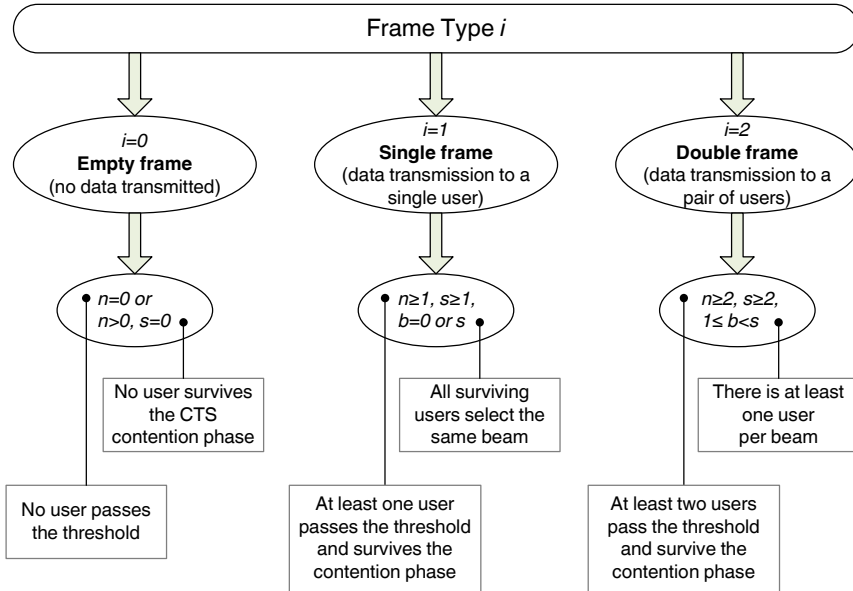 Frame Type i
i=0
Empty frame
(no data transmitted)
i=1
Single frame
(data transmission to a
single user)
i=2
Double frame
(data transmission to a
pair of users)
n=0 or
n>0, s=0
n≥1, s≥1,
b=0 or s
n≥2, s≥2,
1≤ b<s
No user survives
the CTS
contention phase
All surviving
users select the
same beam
There is at least
one user
per beam
No user passes
the threshold
At least one user
passes the threshold
and survives the
contention phase
At least two users
pass the threshold
and survive the
contention phase